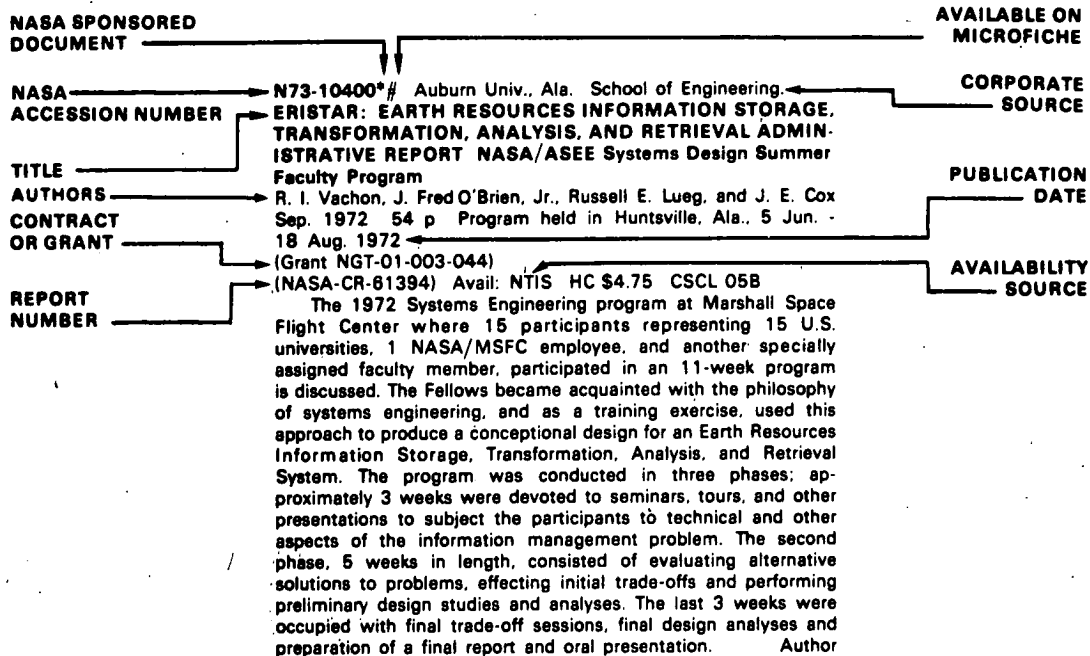 NASA SPONSORED
DOCUMENT
AVAILABLE ON
MICROFICHE
NASA
ACCESSION NUMBER
TITLE
AUTHORS
CONTRACT
OR GRANT
REPORT
NUMBER
N73-10400*# Auburn Univ., Ala. School of Engineering.
ERISTAR: EARTH RESOURCES INFORMATION STORAGE,
TRANSFORMATION, ANALYSIS, AND RETRIEVAL ADMIN-
ISTRATIVE REPORT NASA/ASEE Systems Design Summer
Faculty Program
R. I. Vachon, J. Fred O'Brien, Jr., Russell E. Lueg, and J. E. Cox
Sep. 1972 54 p Program held in Huntsville, Ala., 5 Jun. -
18 Aug. 1972
(Grant NGT-01-003-044)
(NASA-CR-61394) Avail: NTIS HC $4.75 CSCL 05B
The 1972 Systems Engineering program at Marshall Space
Flight Center where 15 participants representing 15 U.S.
universities, 1 NASA/MSFC employee, and another specially
assigned faculty member, participated in an 11-week program
is discussed. The Fellows became acquainted with the philosophy
of systems engineering, and as a training exercise, used this
approach to produce a conceptional design for an Earth Resources
Information Storage, Transformation, Analysis, and Retrieval
System. The program was conducted in three phases; ap-
proximately 3 weeks were devoted to seminars, tours, and other
presentations to subject the participants to technical and other
aspects of the information management problem. The second
phase, 5 weeks in length, consisted of evaluating alternative
solutions to problems, effecting initial trade-offs and performing
preliminary design studies and analyses. The last 3 weeks were
occupied with final trade-off sessions, final design analyses and
preparation of a final report and oral presentation. Author
CORPORATE
SOURCE
PUBLICATION
DATE
AVAILABILITY
SOURCE